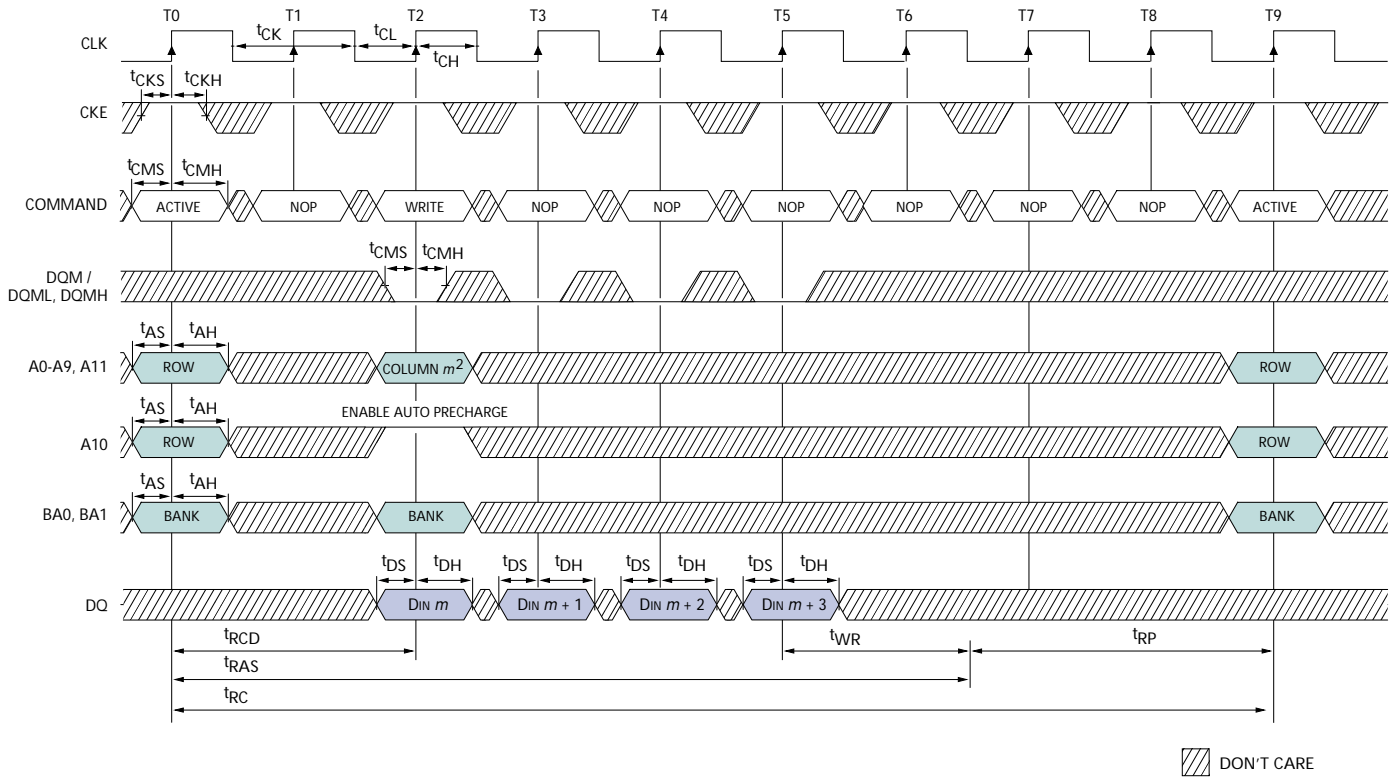 T0 T1 T2 T3 T4 T5 T6 T7 T8 T9
CLK tCK tCL tCH
tCKS tCKH
CKE
tCMS tCMH
COMMAND ACTIVE NOP WRITE NOP NOP NOP NOP NOP NOP ACTIVE
tCMS tCMH
DQM /
DQML, DQMH
tAS tAH
A0-A9, A11 ROW COLUMN m2 ROW
tAS tAH ENABLE AUTO PRECHARGE
A10 ROW ROW
tAS tAH
BA0, BA1 BANK BANK BANK
tDS tDH tDS tDH tDS tDH tDS tDH
DQ DIN m DIN m + 1 DIN m + 2 DIN m + 3
tRCD tWR tRP
tRAS
tRC
DON'T CARE